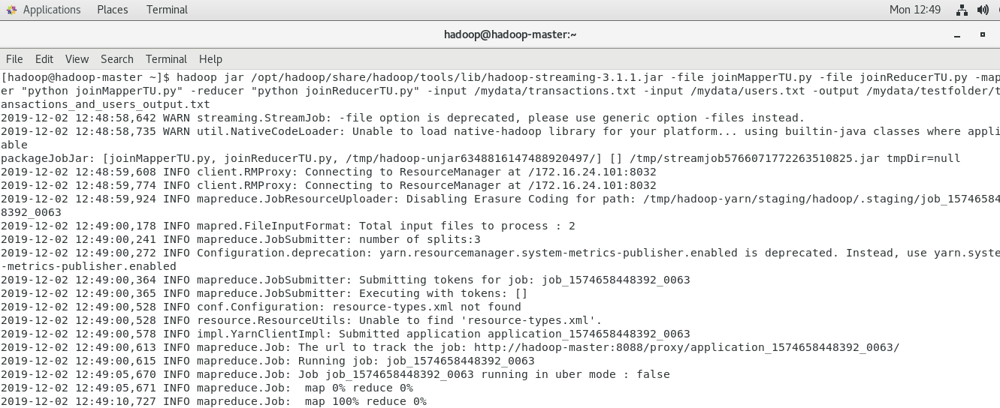 Applications Places Terminal Mon 12:49
hadoop@hadoop-master:~
File Edit View Search Terminal Help
[hadoop@hadoop-master ~]$ hadoop jar /opt/hadoop/share/hadoop/tools/lib/hadoop-streaming-3.1.1.jar -file joinMapperTU.py -file joinReducerTU.py -map
er "python joinMapperTU.py" -reducer "python joinReducerTU.py" -input /mydata/transactions.txt -input /mydata/users.txt -output /mydata/testfolder/t
ansactions_and_users_output.txt
2019-12-02 12:48:58,642 WARN streaming.StreamJob: -file option is deprecated, please use generic option -files instead.
2019-12-02 12:48:58,735 WARN util.NativeCodeLoader: Unable to load native-hadoop library for your platform... using builtin-java classes where appli
able
packageJobJar: [joinMapperTU.py, joinReducerTU.py, /tmp/hadoop-unjar6348816147488920497/] [] /tmp/streamjob5766071772263510825.jar tmpDir=null
2019-12-02 12:48:59,608 INFO client.RMProxy: Connecting to ResourceManager at /172.16.24.101:8032
2019-12-02 12:48:59,774 INFO client.RMProxy: Connecting to ResourceManager at /172.16.24.101:8032
2019-12-02 12:48:59,924 INFO mapreduce.JobResourceUploader: Disabling Erasure Coding for path: /tmp/hadoop-yarn/staging/hadoop/.staging/job_15746584
8392_0063
2019-12-02 12:49:00,178 INFO mapred.FileInputFormat: Total input files to process : 2
2019-12-02 12:49:00,241 INFO mapreduce.JobSubmitter: number of splits:3
2019-12-02 12:49:00,272 INFO Configuration.deprecation: yarn.resourcemanager.system-metrics-publisher.enabled is deprecated. Instead, use yarn.syste
-metrics-publisher.enabled
2019-12-02 12:49:00,364 INFO mapreduce.JobSubmitter: Submitting tokens for job: job_1574658448392_0063
2019-12-02 12:49:00,365 INFO mapreduce.JobSubmitter: Executing with tokens: []
2019-12-02 12:49:00,528 INFO conf.Configuration: resource-types.xml not found
2019-12-02 12:49:00,528 INFO resource.ResourceUtils: Unable to find 'resource-types.xml'.
2019-12-02 12:49:00,578 INFO impl.YarnClientImpl: Submitted application application_1574658448392_0063
2019-12-02 12:49:00,613 INFO mapreduce.Job: The url to track the job: http://hadoop-master:8088/proxy/application_1574658448392_0063/
2019-12-02 12:49:00,615 INFO mapreduce.Job: Running job: job_1574658448392_0063
2019-12-02 12:49:05,670 INFO mapreduce.Job: Job job_1574658448392_0063 running in uber mode : false
2019-12-02 12:49:05,671 INFO mapreduce.Job:  map 0% reduce 0%
2019-12-02 12:49:10,727 INFO mapreduce.Job:  map 100% reduce 0%